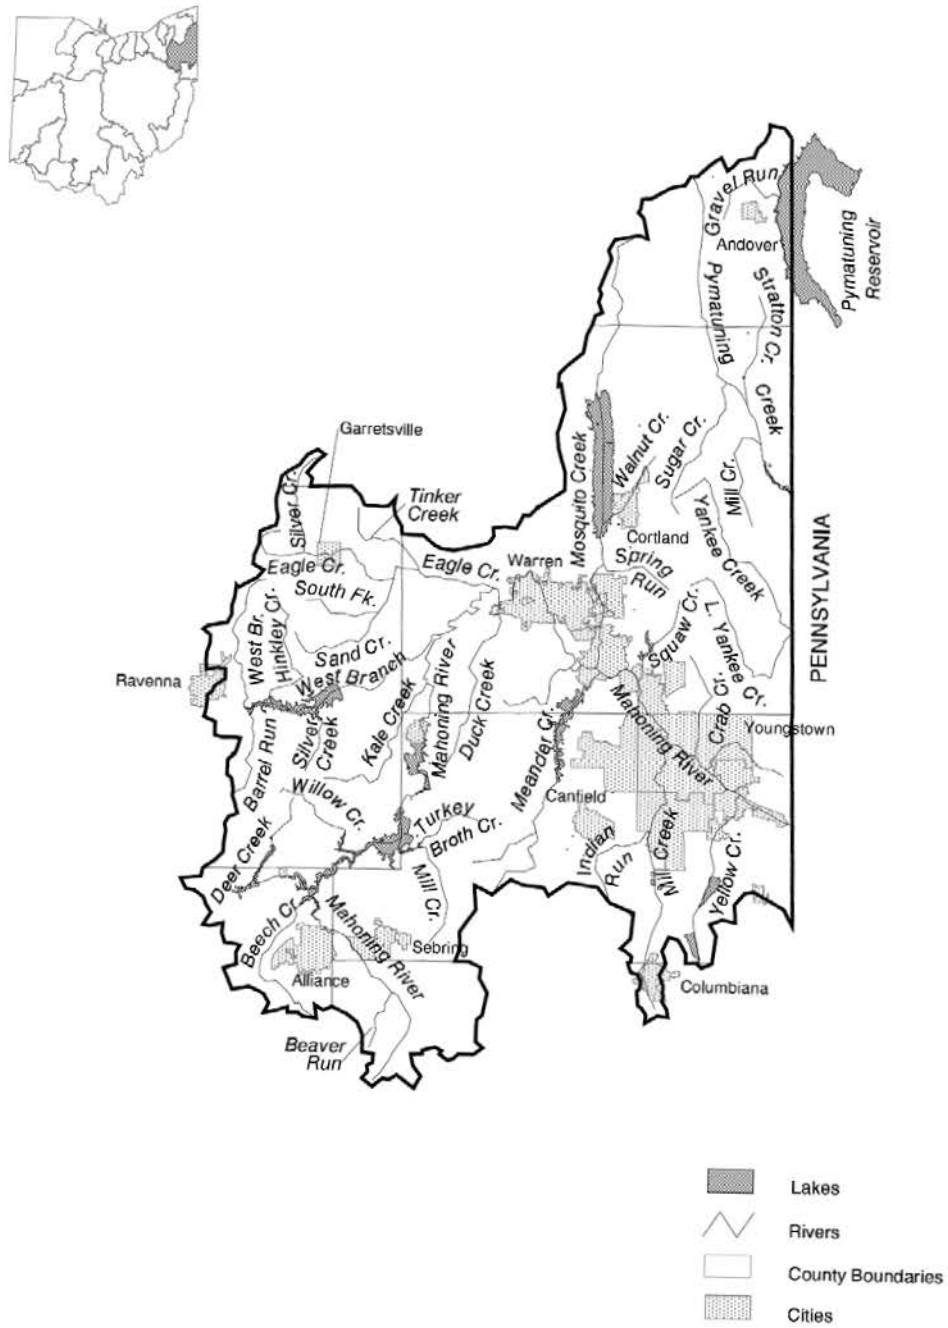 Gravel Run
Andover
Pymatuning
Reservoir
Stratton Cr.
Pymatuning
Creek
Garretsville
Silver Cr.
Tinker
Creek
Mosquito Creek
Walnut Cr.
Sugar Cr.
Mill Cr.
Yankee Creek
Cortland
PENNSYLVANIA
Eagle Cr.
Eagle Cr.
Warren
Spring
Run
South Fk.
West Br.
Hinkley Cr.
Sand Cr.
West Branch
Squaw Cr.
L. Yankee Cr.
Ravenna
Mahoning River
Duck Creek
Kale Creek
Silver
Creek
Barrel Run
Meander Cr.
Mahoning River
Crab Cr.
Youngstown
Willow Cr.
Canfield
Turkey
Broth Cr.
Deer Creek
Indian
Run
Mill Creek
Yellow Cr.
Mill Cr.
Beech Cr.
Mahoning River
Sebring
Alliance
Columbiana
Beaver
Run
Lakes
Rivers
County Boundaries
Cities